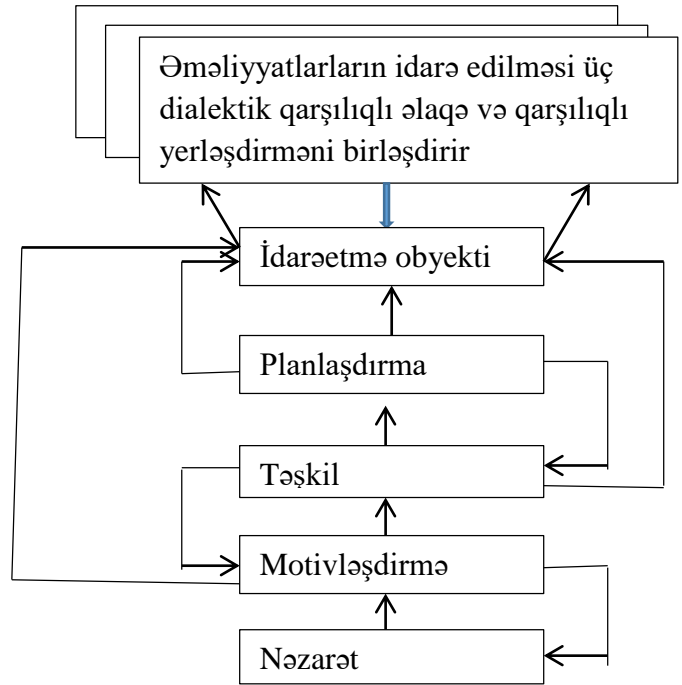 Əməliyyatlarların idarə edilməsi üç
dialektik qarşılıqlı əlaqə və qarşılıqlı
yerləşdirməni birləşdirir
İdarəetmə obyekti
Planlaşdırma
Təşkil
Motivləşdirmə
Nəzarət